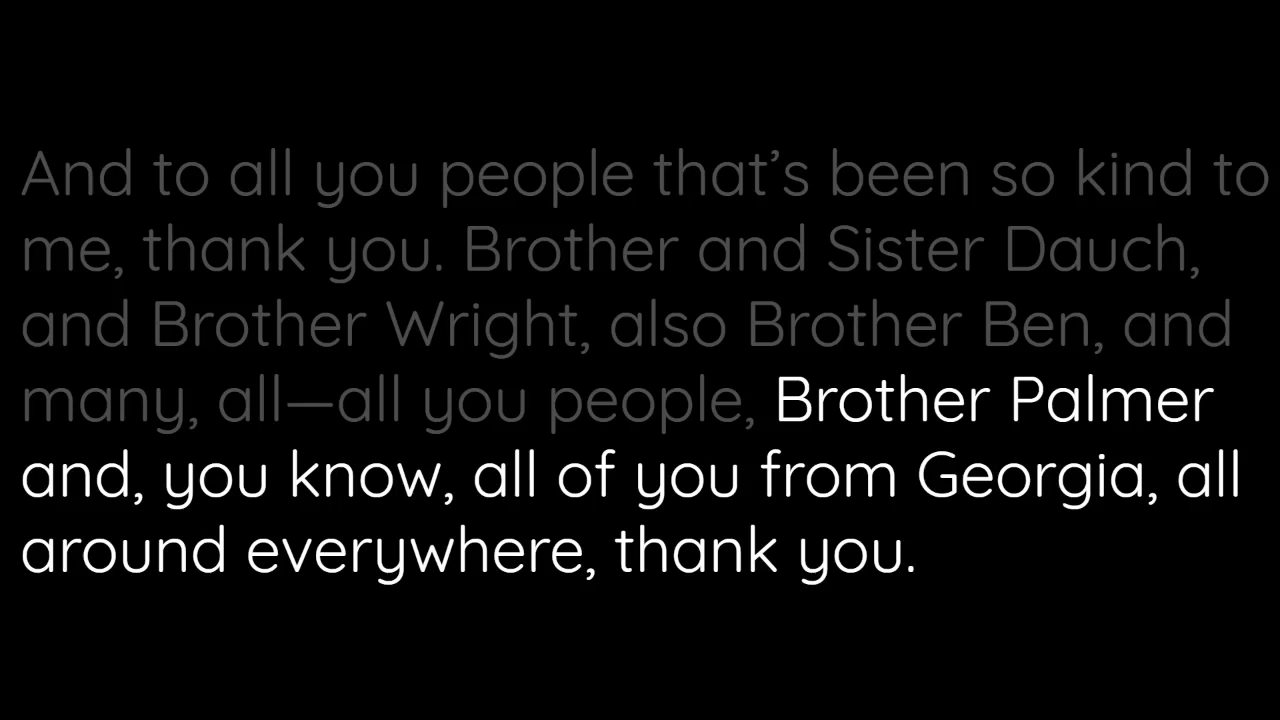 And to all you people that’s been so kind to
me, thank you. Brother and Sister Dauch,
and Brother Wright, also Brother Ben, and
many, all—all you people, Brother Palmer
and, you know, all of you from Georgia, all
around everywhere, thank you.